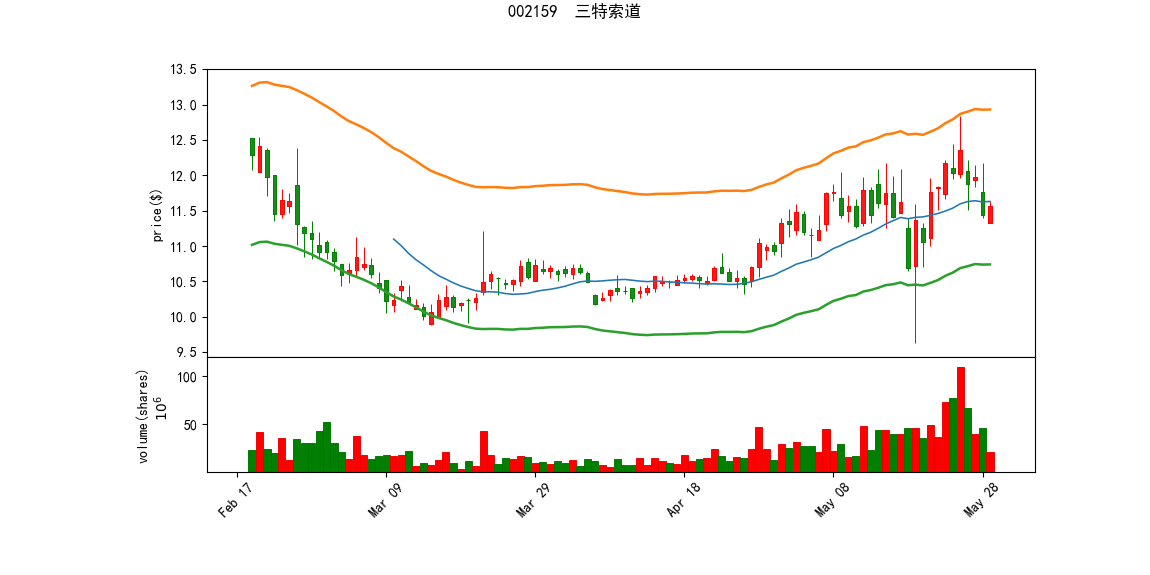 002159 三特索道
13.5
13.0
12.5
12.0
11.5
11.0
10.5
10.0
9.5
price($)
100
50
volume(shares)
10^6
Feb 17
Mar 09
Mar 29
Apr 18
May 08
May 28